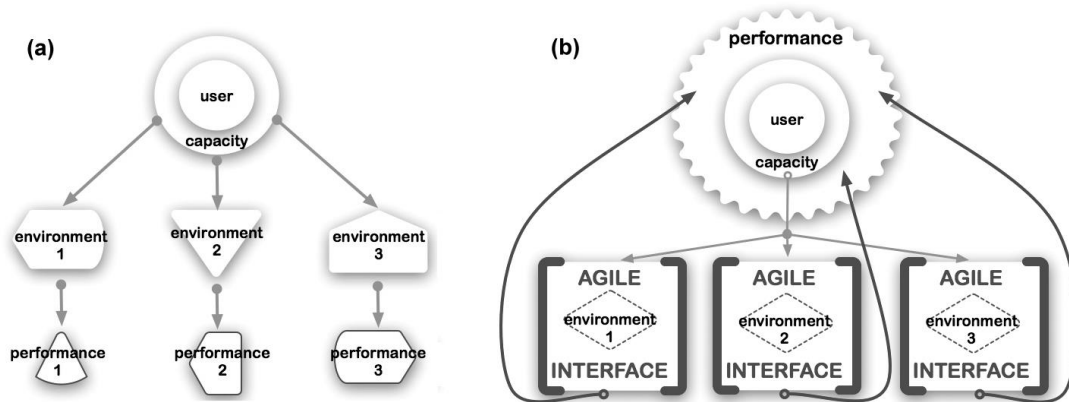 (a)
user
capacity
environment
1
environment
2
environment
3
performance
1
performance
2
performance
3
(b)
performance
user
capacity
AGILE
environment
1
INTERFACE
AGILE
environment
2
INTERFACE
AGILE
environment
3
INTERFACE